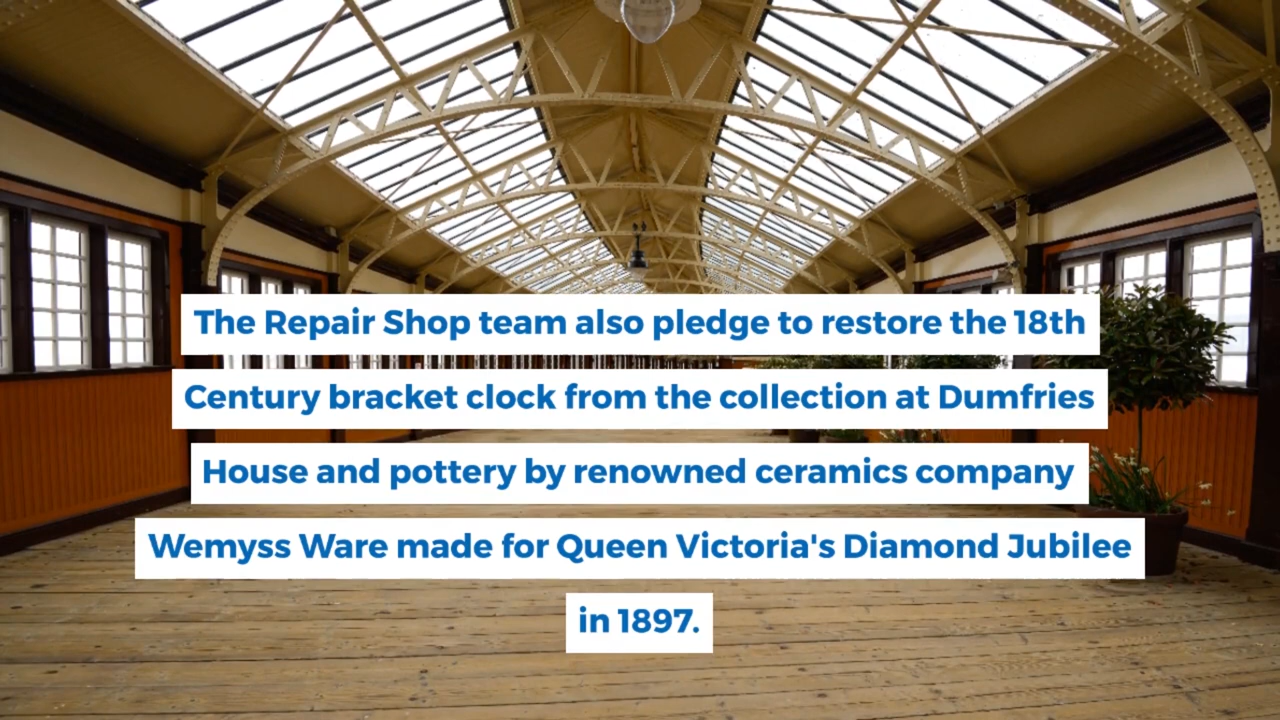 The Repair Shop team also pledge to restore the 18th
Century bracket clock from the collection at Dumfries
House and pottery by renowned ceramics company
Wemyss Ware made for Queen Victoria's Diamond Jubilee
in 1897.